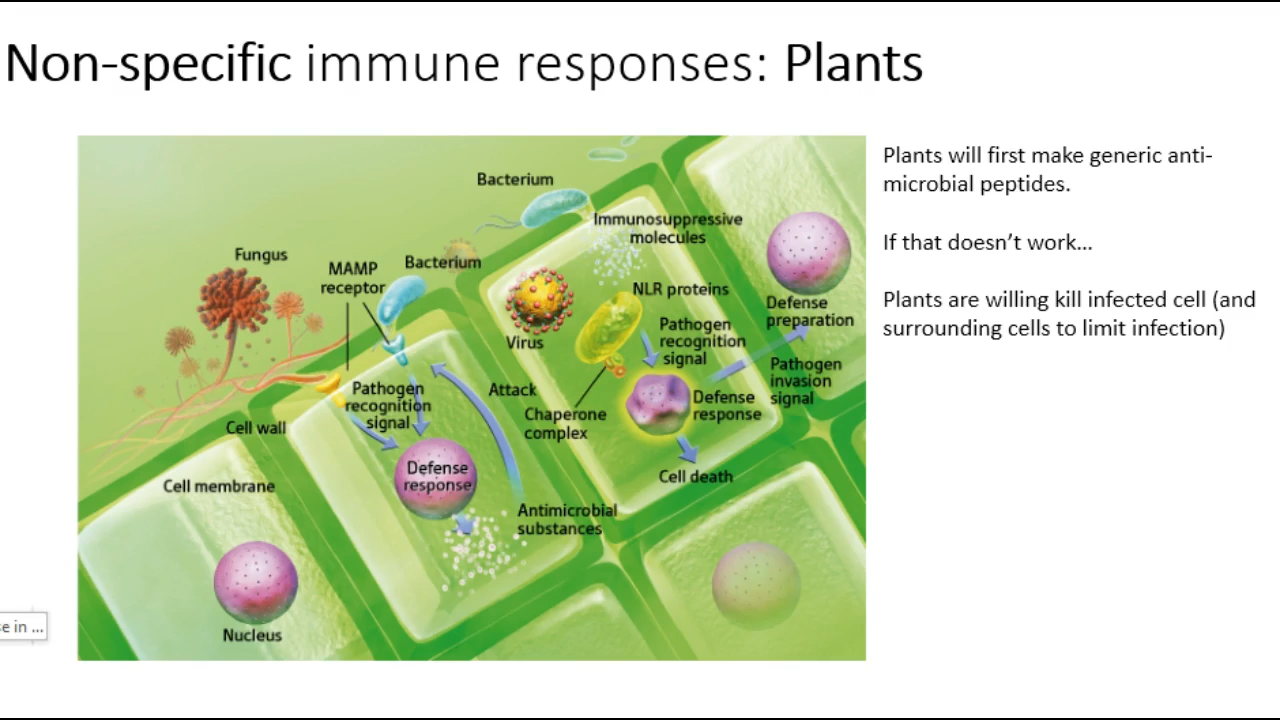 Non-specific immune responses: Plants
Plants will first make generic anti-
microbial peptides.
If that doesn’t work...
Plants are willing kill infected cell (and
surrounding cells to limit infection)
Bacterium
Immunosuppressive
molecules
Fungus
MAMP
receptor
Bacterium
NLR proteins
Defense
preparation
Virus
Pathogen
recognition
signal
Pathogen
invasion
signal
Pathogen
recognition
signal
Attack
Defense
response
Chaperone
complex
Cell wall
Defense
response
Cell death
Cell membrane
Antimicrobial
substances
Nucleus
se in ...